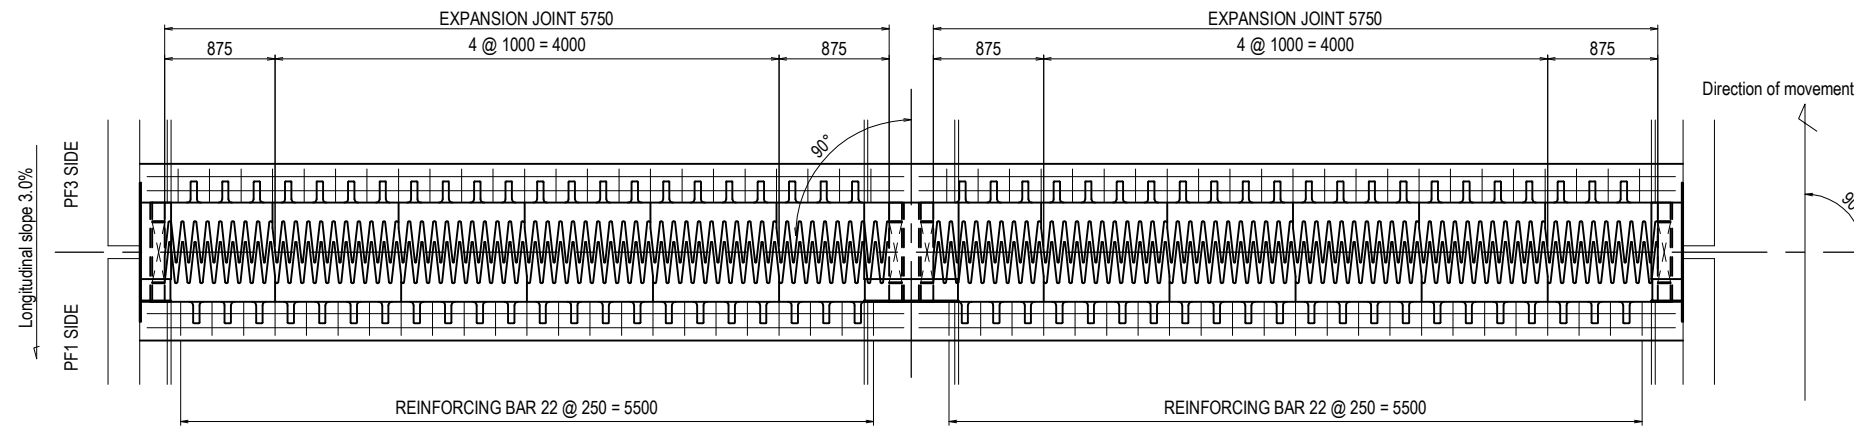 EXPANSION JOINT 5750
EXPANSION JOINT 5750
875
4 @ 1000 = 4000
875
875
4 @ 1000 = 4000
875
Direction of movement
90°
90
PF3 SIDE
Longitudinal slope 3.0%
PF1 SIDE
REINFORCING BAR 22 @ 250 = 5500
REINFORCING BAR 22 @ 250 = 5500